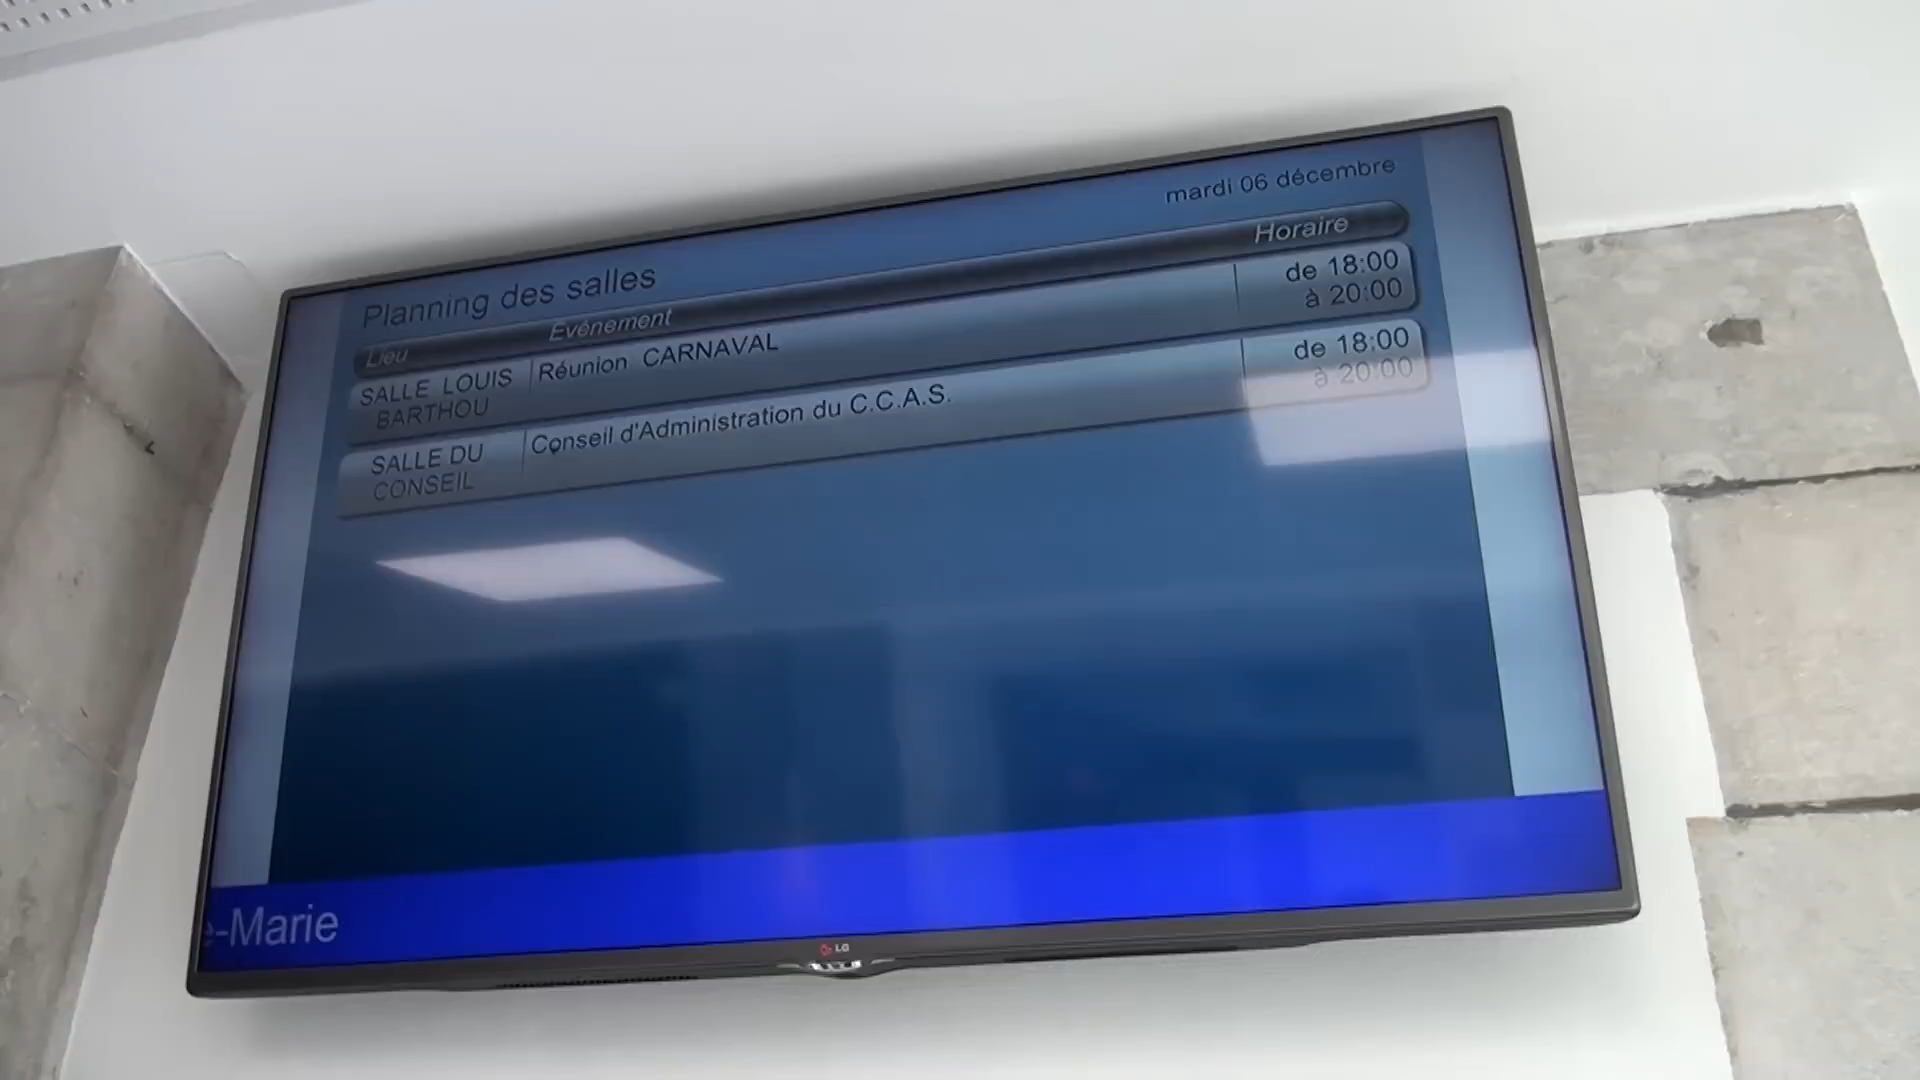 mardi 06 décembre
Planning des salles
Lieu Evénement Horaire
SALLE LOUIS BARTHOU
Réunion CARNAVAL
de 18:00
à 20:00
SALLE DU CONSEIL
Conseil d'Administration du C.C.A.S.
de 18:00
à 20:00
e-Marie
LG